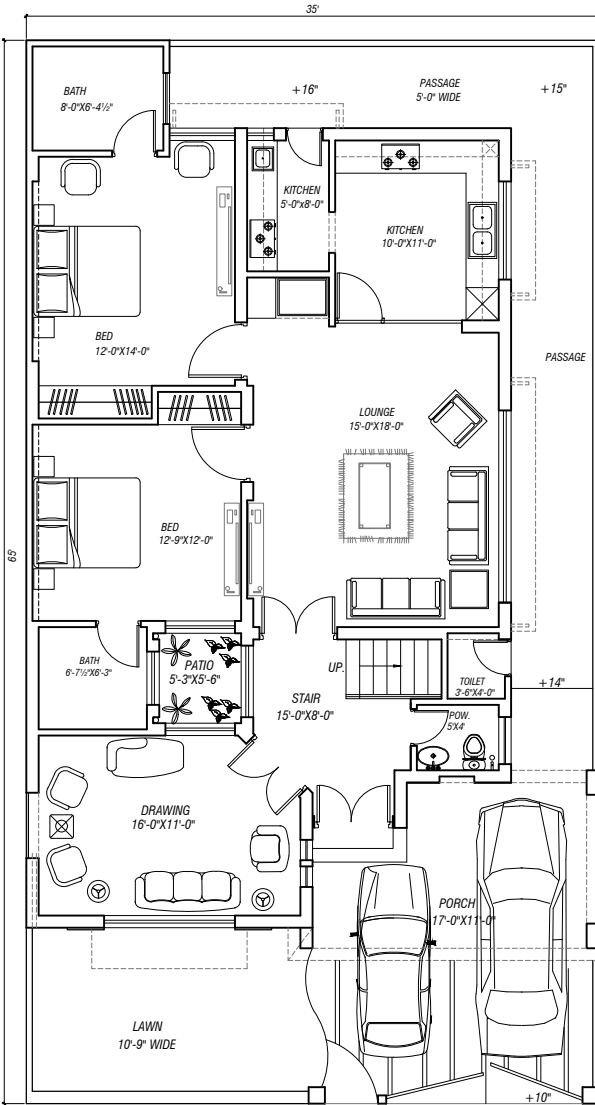 35'
BATH
8'-0"X6'-4½"
+16"
PASSAGE
5'-0" WIDE
+15"
KITCHEN
5'-0"x8'-0"
KITCHEN
10'-0"X11'-0"
BED
12'-0"X14'-0"
PASSAGE
LOUNGE
15'-0"X18'-0"
BED
12'-9"X12'-0"
65'
BATH
6'-7½"X6'-3"
PATIO
5'-3"X5'-6"
UP.
TOILET
3'-6"X4'-0"
+14"
STAIR
15'-0"X8'-0"
POW.
5'X4'
DRAWING
16'-0"X11'-0"
PORCH
17'-0"X11'-0"
LAWN
10'-9" WIDE
+10"